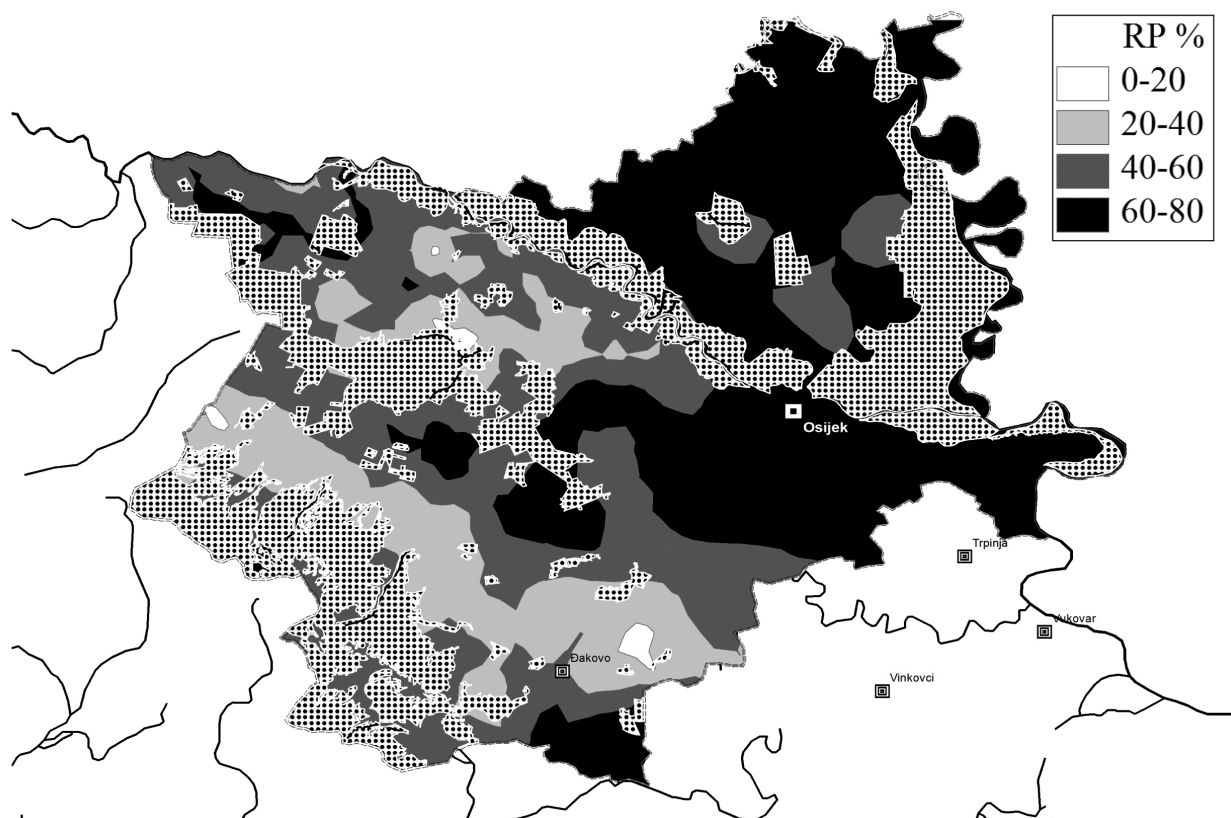 RP %
0-20
20-40
40-60
60-80
Osijek
Trpinja
Vukovar
Đakovo
Vinkovci